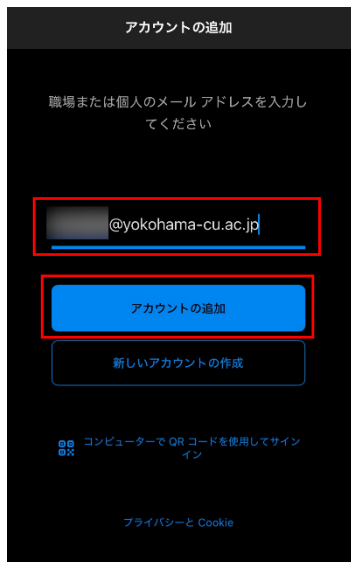 アカウントの追加
職場または個人のメール アドレスを入力し
てください
@yokohama-cu.ac.jp
アカウントの追加
新しいアカウントの作成
コンピューターで QR コードを使用してサイン
イン
プライバシーと Cookie